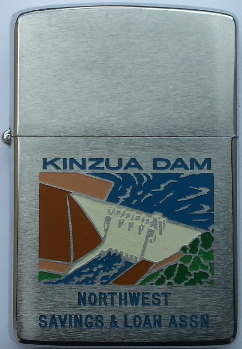 KINZUA DAM
NORTHWEST
SAVINGS & LOAN ASSN.